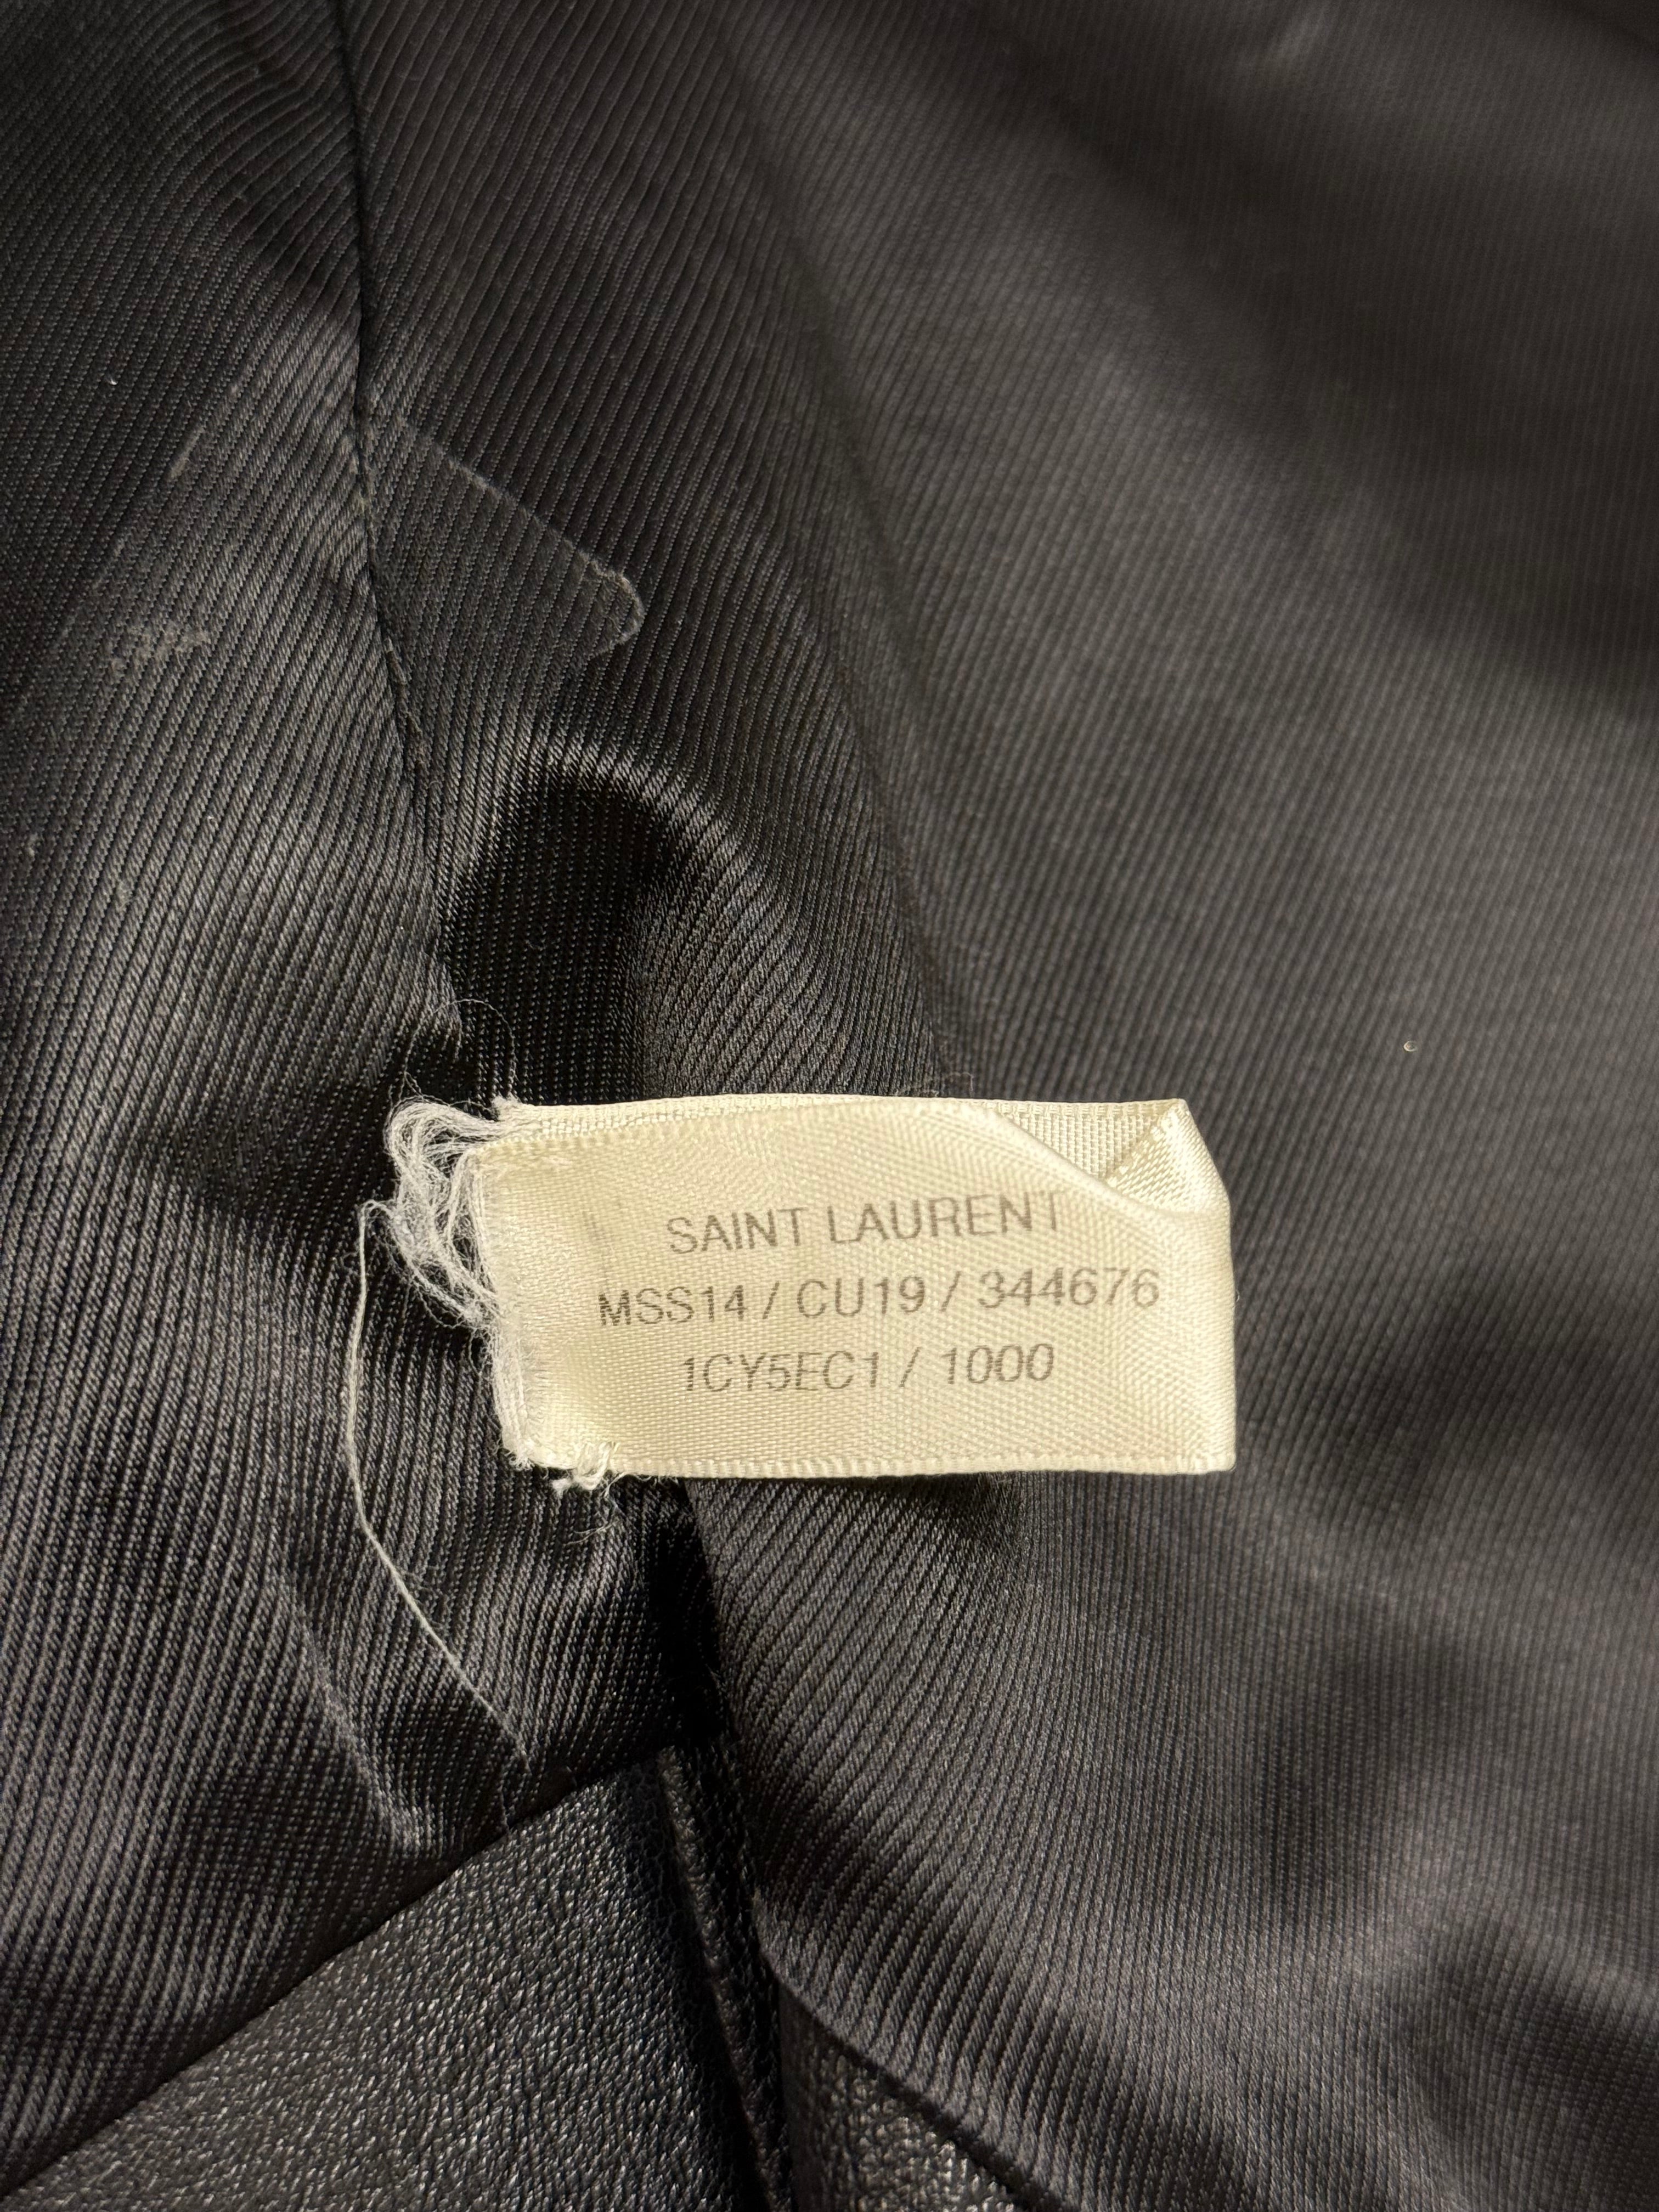 SAINT LAURENT
MSS14 / CU19 / 344676
1CY5EC1 / 1000